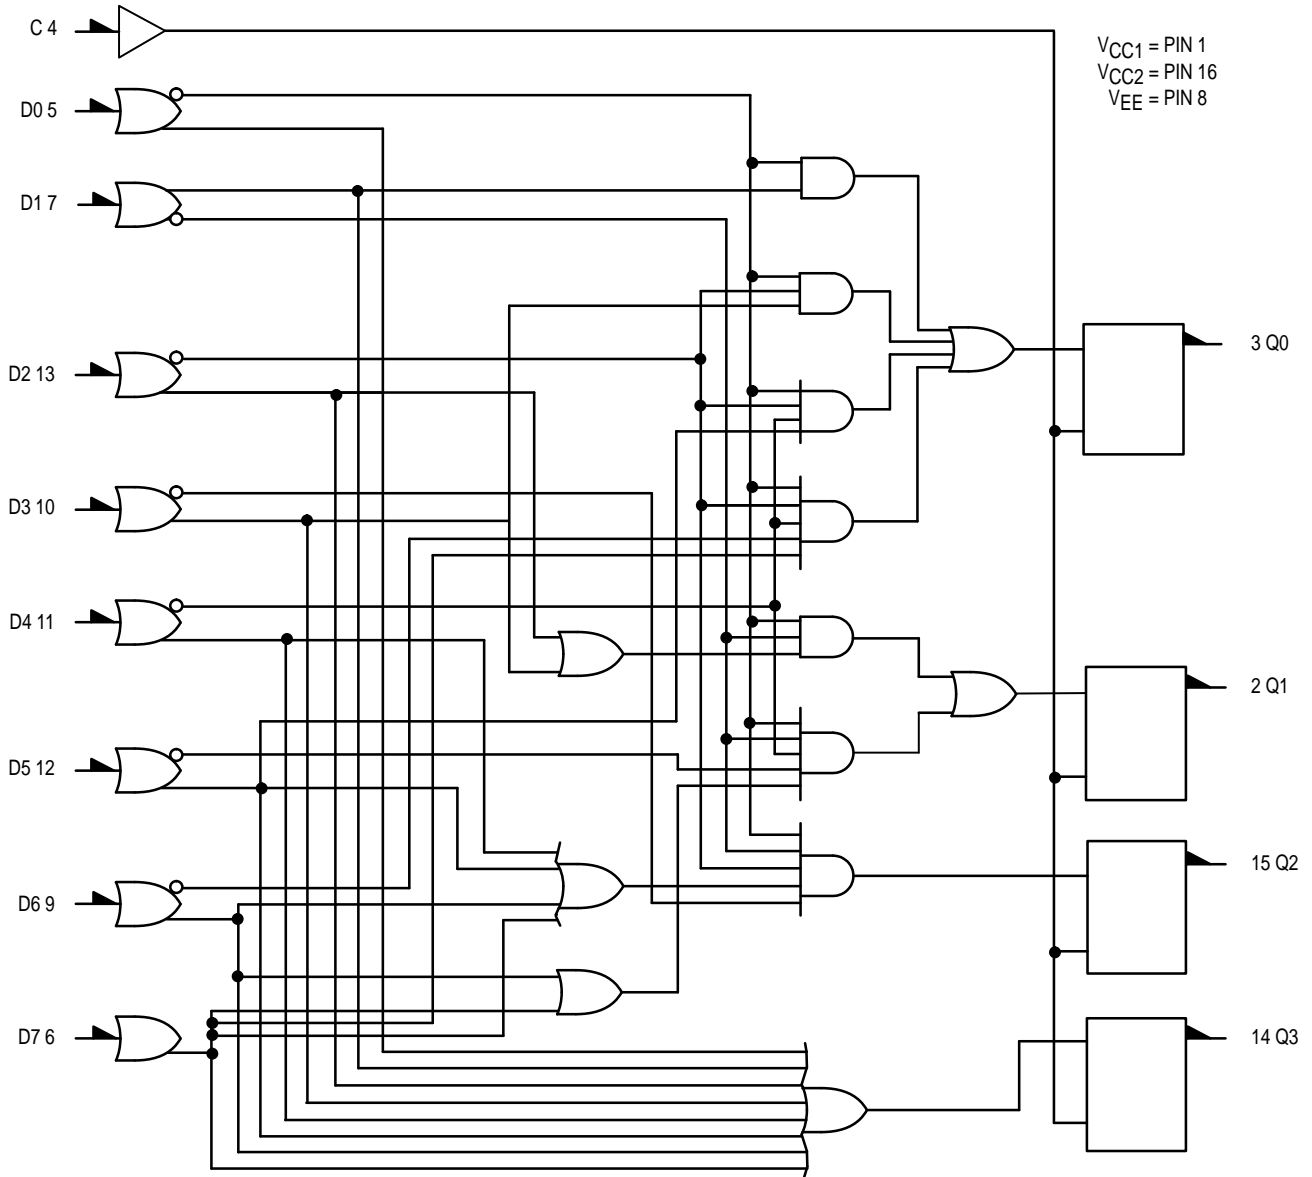 C 4
VCC1 = PIN 1
VCC2 = PIN 16
VEE = PIN 8
D0 5
D1 7
D2 13
D3 10
D4 11
D5 12
D6 9
D7 6
3 Q0
2 Q1
15 Q2
14 Q3